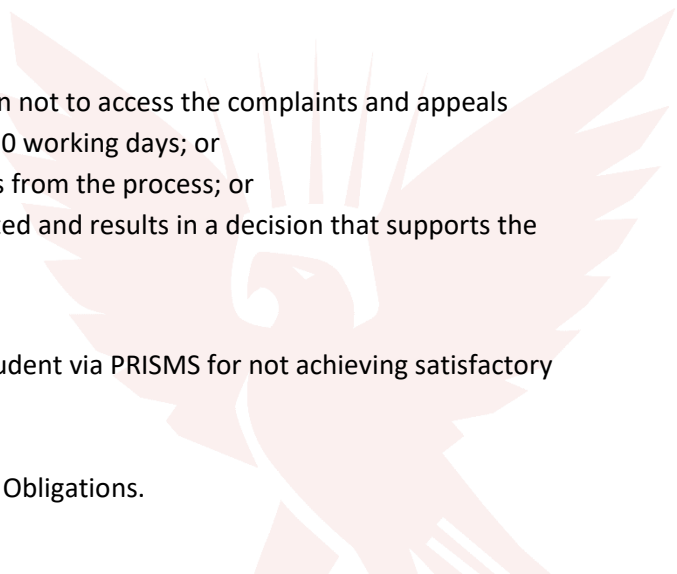 n not to access the complaints and appeals
0 working days; or
s from the process; or
ted and results in a decision that supports the
udent via PRISMS for not achieving satisfactory
Obligations.